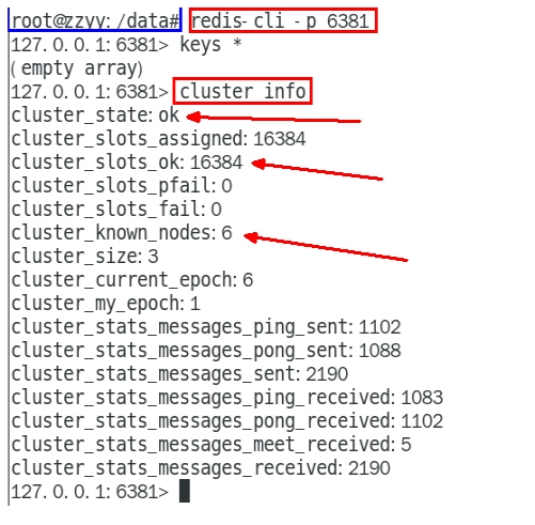 root@zzyy:/data# redis-cli -p 6381
127.0.0.1:6381> keys *
(empty array)
127.0.0.1:6381> cluster info
cluster_state:ok
cluster_slots_assigned:16384
cluster_slots_ok:16384
cluster_slots_pfail:0
cluster_slots_fail:0
cluster_known_nodes:6
cluster_size:3
cluster_current_epoch:6
cluster_my_epoch:1
cluster_stats_messages_ping_sent:1102
cluster_stats_messages_pong_sent:1088
cluster_stats_messages_sent:2190
cluster_stats_messages_ping_received:1083
cluster_stats_messages_pong_received:1102
cluster_stats_messages_meet_received:5
cluster_stats_messages_received:2190
127.0.0.1:6381>